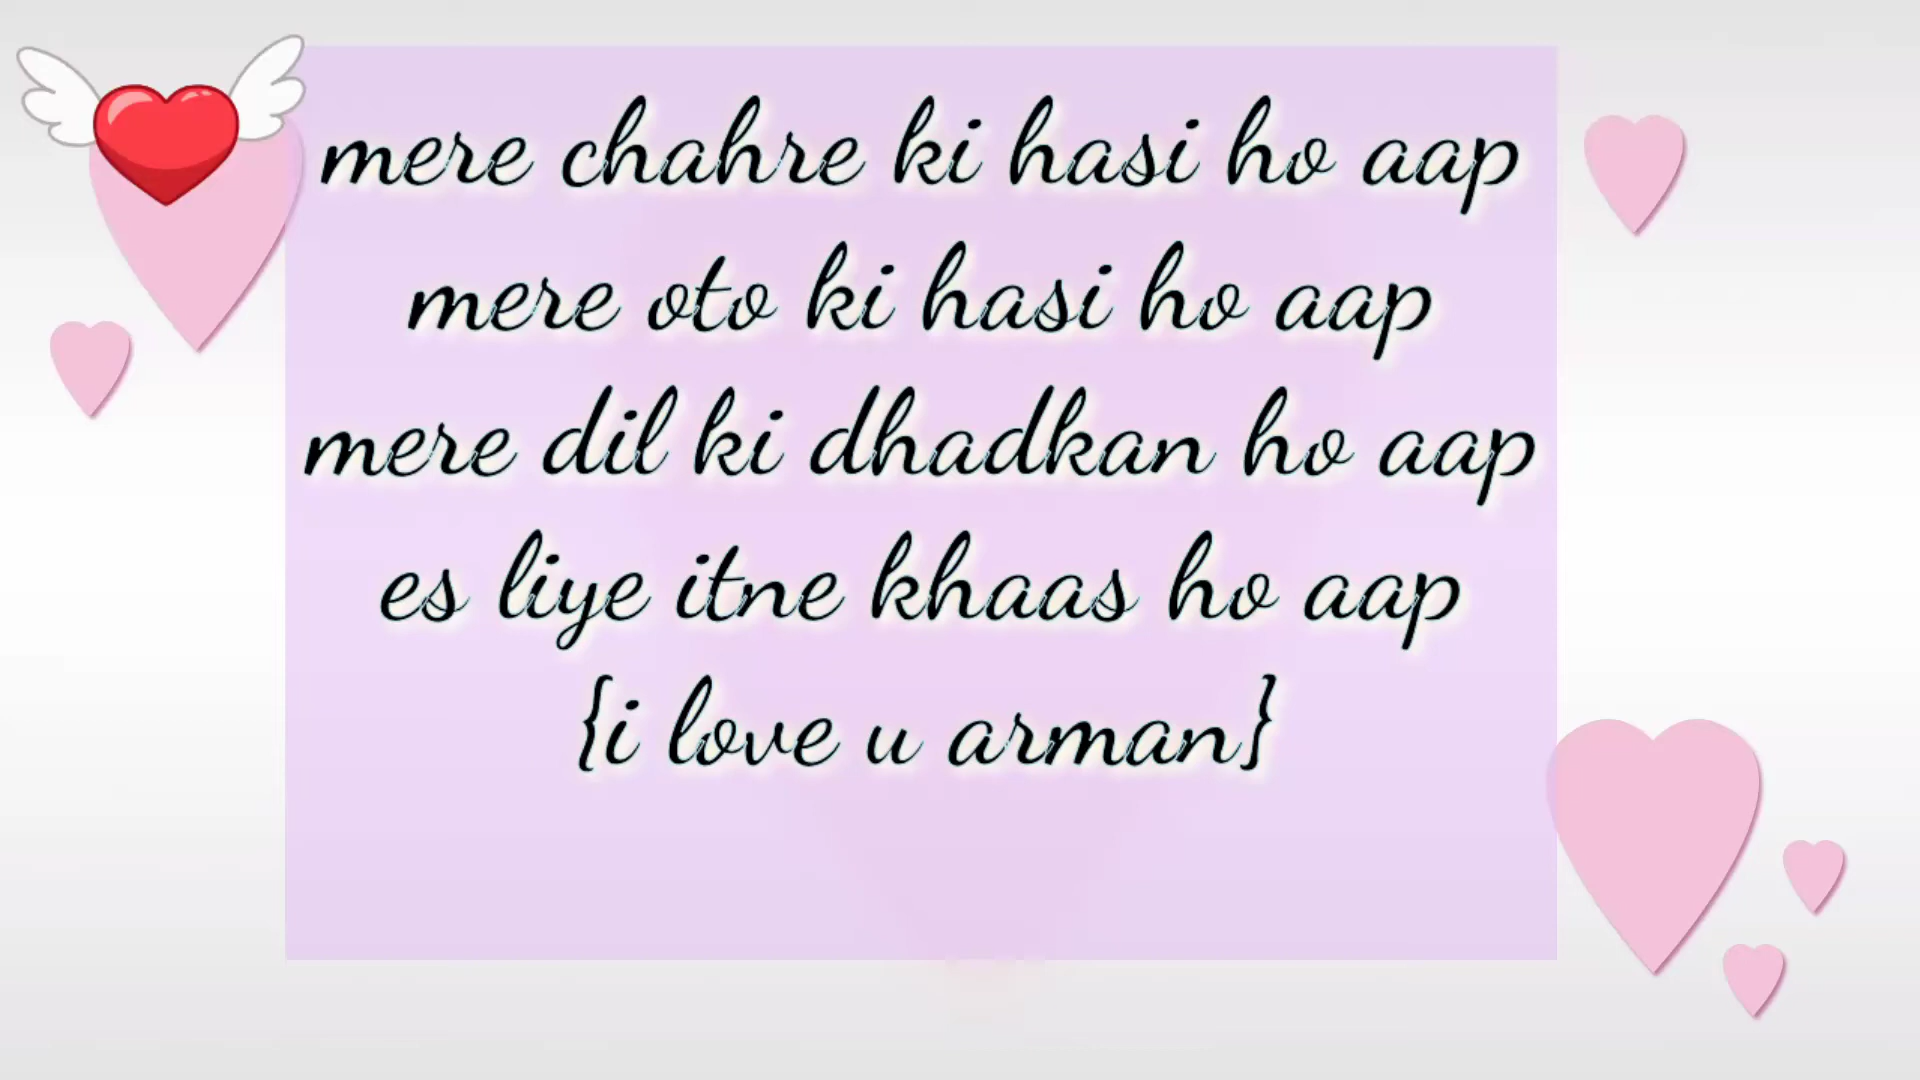 mere chahre ki hasi ho aap
mere oto ki hasi ho aap
mere dil ki dhadkan ho aap
es liye itne khaas ho aap
{i love u arman}